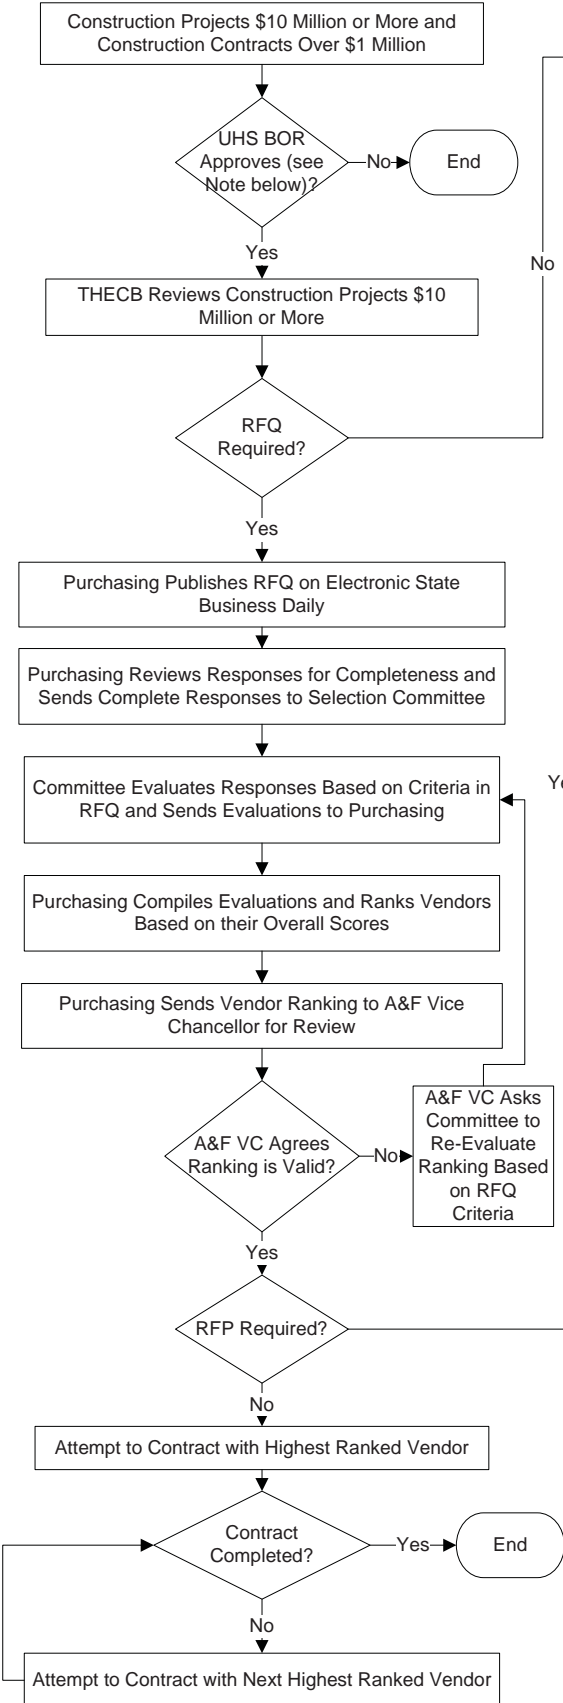 Construction Projects $10 Million or More and
Construction Contracts Over $1 Million
UHS BOR
Approves (see
Note below)?
No
End
Yes
No
THECB Reviews Construction Projects $10
Million or More
RFQ
Required?
Yes
Purchasing Publishes RFQ on Electronic State
Business Daily
Purchasing Reviews Responses for Completeness and
Sends Complete Responses to Selection Committee
Committee Evaluates Responses Based on Criteria in
RFQ and Sends Evaluations to Purchasing
Purchasing Compiles Evaluations and Ranks Vendors
Based on their Overall Scores
Purchasing Sends Vendor Ranking to A&F Vice
Chancellor for Review
A&F VC Agrees
Ranking is Valid?
No
A&F VC Asks
Committee to
Re-Evaluate
Ranking Based
on RFQ
Criteria
Yes
RFP Required?
No
Attempt to Contract with Highest Ranked Vendor
Contract
Completed?
Yes
End
No
Attempt to Contract with Next Highest Ranked Vendor